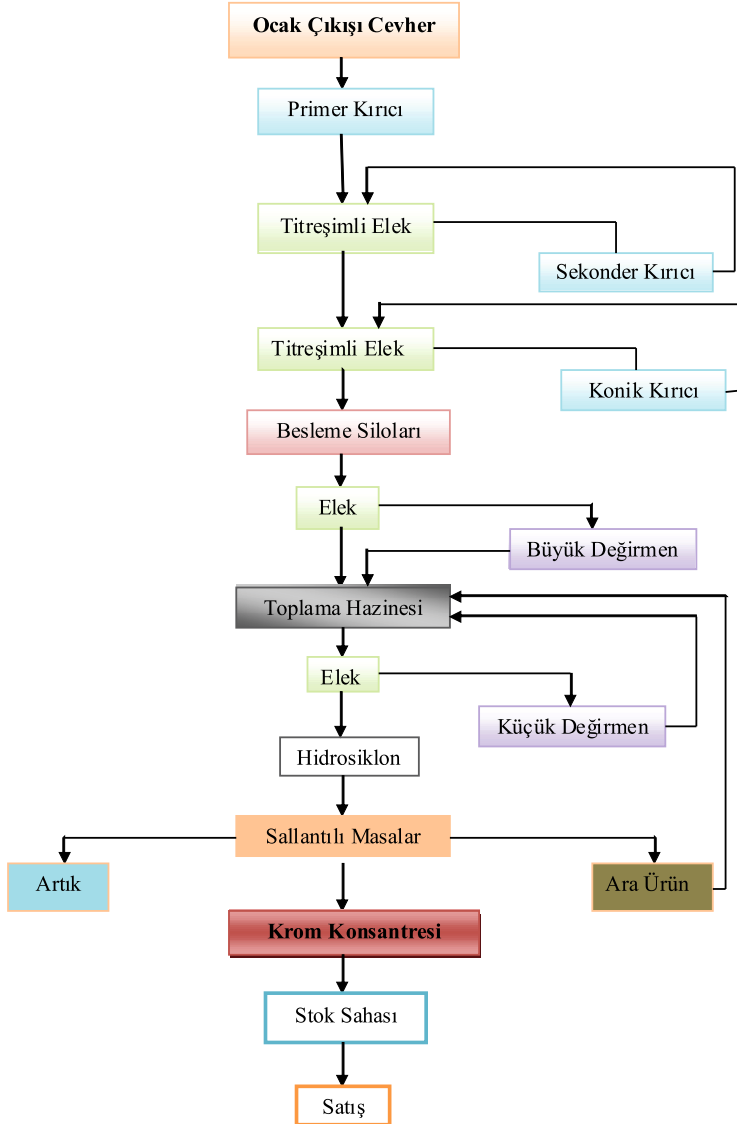 Ocak Çıkışı Cevher
Primer Kırıcı
Titreşimli Elek
Sekonder Kırıcı
Titreşimli Elek
Konik Kırıcı
Besleme Siloları
Elek
Büyük Değirmen
Toplama Hazinesi
Elek
Küçük Değirmen
Hidrosiklon
Sallantılı Masalar
Artık
Ara Ürün
Krom Konsantresi
Stok Sahası
Satış